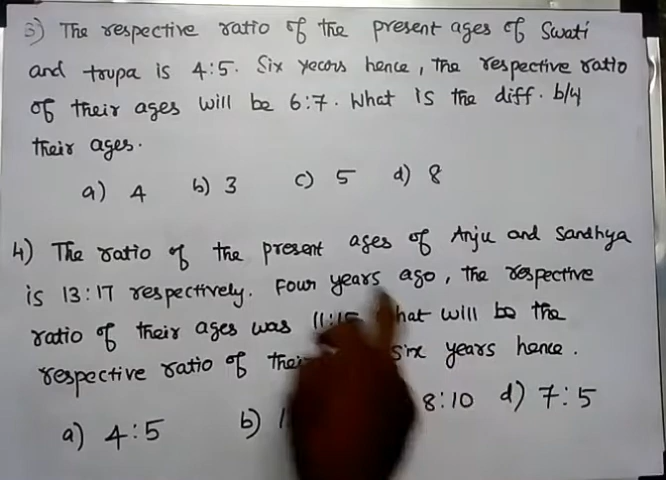 3) The respective ratio of the present ages of Swati
and trupa is 4:5. Six years hence, the respective ratio
of their ages will be 6:7. What is the diff. b/w
their ages.
a) 4 b) 3 c) 5 d) 8
4) The ratio of the present ages of Anju and Sandhya
is 13:17 respectively. Four years ago, the respective
ratio of their ages was 11:15 hat will be the
respective ratio of their six years hence.
a) 4:5 b) 8:10 d) 7:5